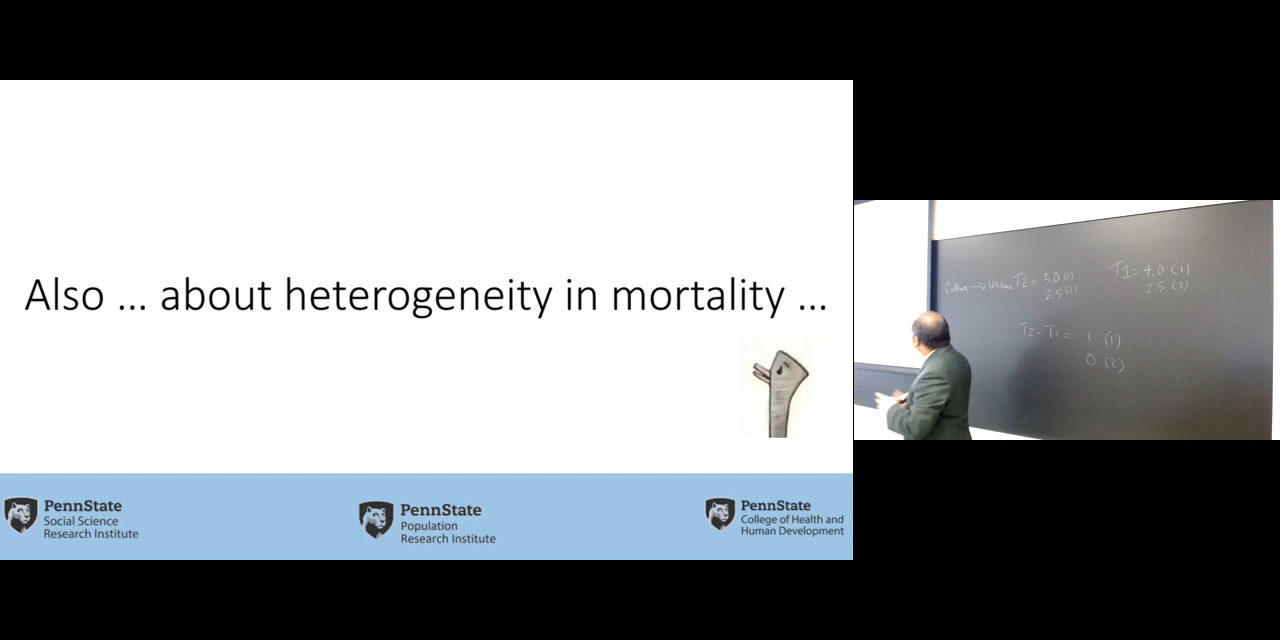 Also ... about heterogeneity in mortality ...
PennState
Social Science
Research Institute
PennState
Population
Research Institute
PennState
College of Health and
Human Development
Culture → T2 = 5.0 (1)
2.5 (2)
T1 = 4.0 (1)
2.5 (2)
T2 - T1 = 1 (1)
0 (2)